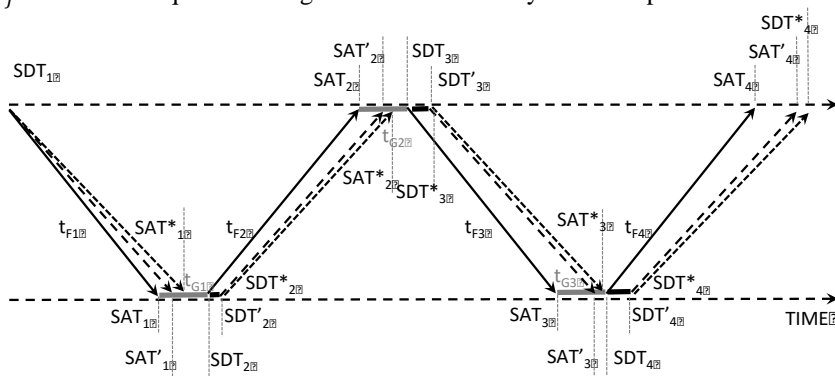 SDT*4
SAT’2 SDT3 SAT’4
SDT1 SAT2 SDT’3 SAT4
tG2
SAT*2 SDT*3
SAT*1 SAT*3
tF1 tF2 tF3 tF4
tG1 SDT*2 tG3 SDT*4
SAT1 SDT’2 SAT3 SDT’4 TIME
SAT’1 SDT2 SAT’3 SDT4